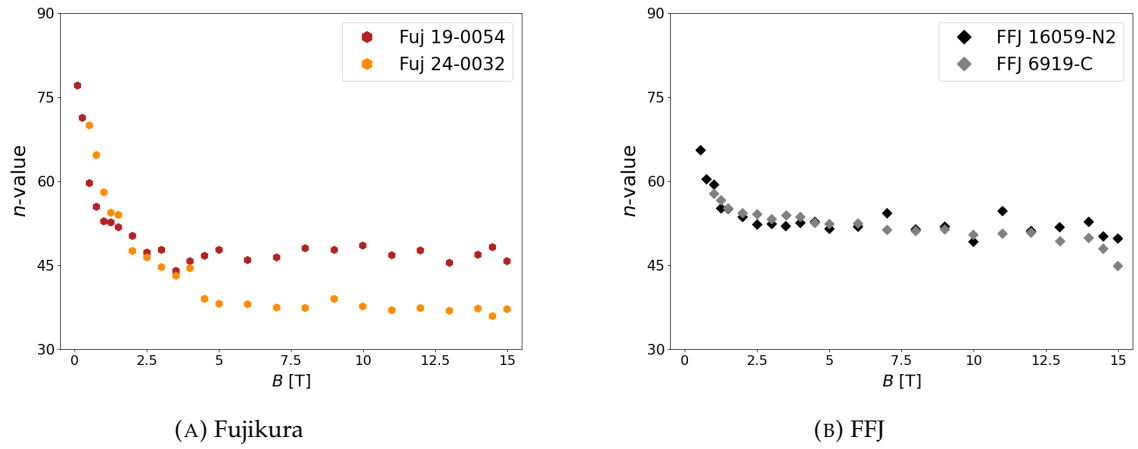 90
75
60
45
30
n-value
0
2.5
5
7.5
10
12.5
15
B [T]
Fuj 19-0054
Fuj 24-0032
(A) Fujikura
90
75
60
45
30
n-value
0
2.5
5
7.5
10
12.5
15
B [T]
FFJ 16059-N2
FFJ 6919-C
(B) FFJ